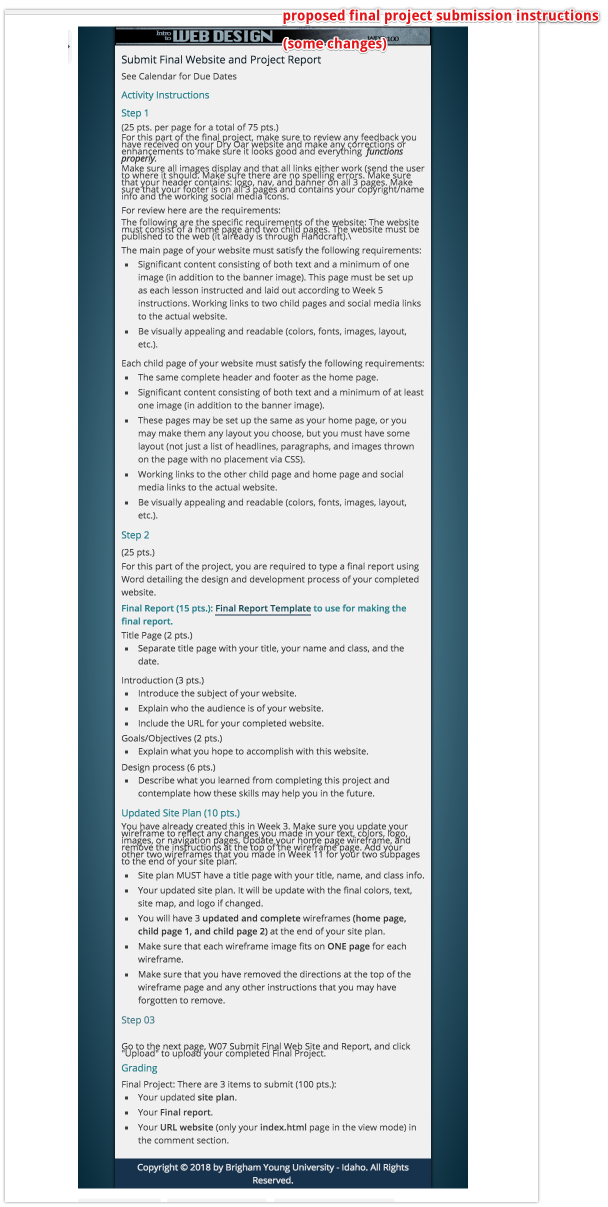 proposed final project submission instructions
(some changes)
Intro to WEB DESIGN
Submit Final Website and Project Report
See Calendar for Due Dates
Activity Instructions
Step 1
(25 pts. per page for a total of 75 pts.)
For this part of the final project, make sure to review any feedback you
have received on your Dry Oar website and make any corrections or
enhancements to make sure it looks good and everything functions
properly.
Make sure all images display and that all links either work (send the user
to where it should. Make sure there are no spelling errors. Make sure
that your header contains: logo, nav, and banner on all 3 pages. Make
sure that your footer is on all 3 pages and contains your copyright/name
info and the working social media icons.
For review here are the requirements:
The following are the specific requirements of the website: The website
must consist of a home page and two child pages. The website must be
published to the web (it already is through Handcraft).\
The main page of your website must satisfy the following requirements:
Significant content consisting of both text and a minimum of one
image (in addition to the banner image). This page must be set up
as each lesson instructed and laid out according to Week 5
instructions. Working links to two child pages and social media links
to the actual website.
Be visually appealing and readable (colors, fonts, images, layout,
etc.).
Each child page of your website must satisfy the following requirements:
The same complete header and footer as the home page.
Significant content consisting of both text and a minimum of at least
one image (in addition to the banner image).
These pages may be set up the same as your home page, or you
may make them any layout you choose, but you must have some
layout (not just a list of headlines, paragraphs, and images thrown
on the page with no placement via CSS).
Working links to the other child page and home page and social
media links to the actual website.
Be visually appealing and readable (colors, fonts, images, layout,
etc.).
Step 2
(25 pts.)
For this part of the project, you are required to type a final report using
Word detailing the design and development process of your completed
website.
Final Report (15 pts.): Final Report Template to use for making the
final report.
Title Page (2 pts.)
Separate title page with your title, your name and class, and the
date.
Introduction (3 pts.)
Introduce the subject of your website.
Explain who the audience is of your website.
Include the URL for your completed website.
Goals/Objectives (2 pts.)
Explain what you hope to accomplish with this website.
Design process (6 pts.)
Describe what you learned from completing this project and
contemplate how these skills may help you in the future.
Updated Site Plan (10 pts.)
You have already created this in Week 3. Make sure you update your
wireframe to reflect any changes you made in your text, colors, logo,
images, or navigation pages. Update your home page wireframe, and
remove the instructions at the top of the wireframe page. Add your
other two wireframes that you made in Week 11 for your two subpages
to the end of your site plan.
Site plan MUST have a title page with your title, name, and class info.
Your updated site plan. It will be update with the final colors, text,
site map, and logo if changed.
You will have 3 updated and complete wireframes (home page,
child page 1, and child page 2) at the end of your site plan.
Make sure that each wireframe image fits on ONE page for each
wireframe.
Make sure that you have removed the directions at the top of the
wireframe page and any other instructions that you may have
forgotten to remove.
Step 03
Go to the next page, W07 Submit Final Web Site and Report, and click
"Upload" to upload your completed Final Project.
Grading
Final Project: There are 3 items to submit (100 pts.):
Your updated site plan.
Your Final report.
Your URL website (only your index.html page in the view mode) in
the comment section.
Copyright © 2018 by Brigham Young University - Idaho. All Rights
Reserved.